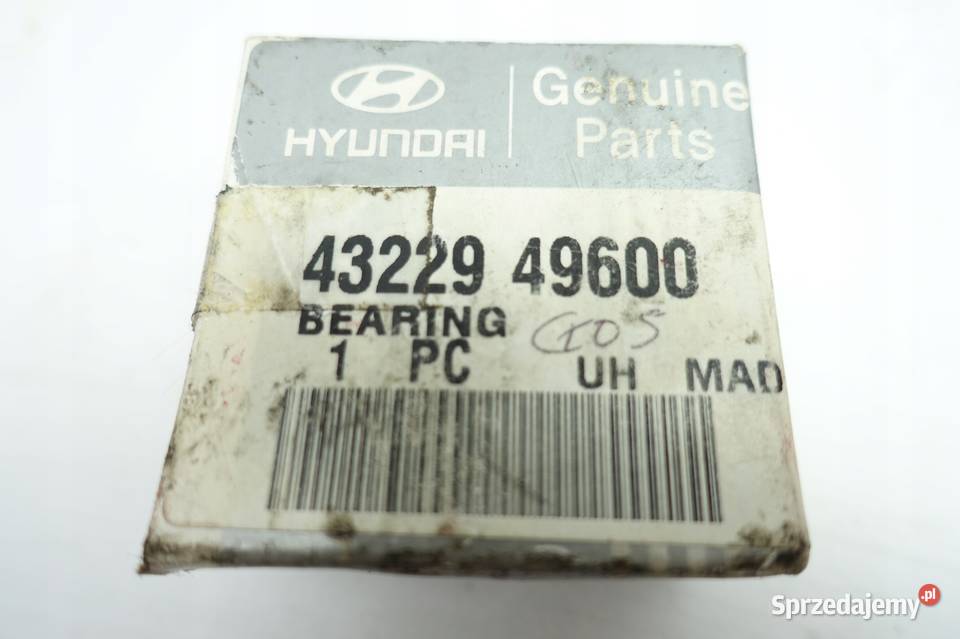 HYUNDAI
Genuine
Parts
43229 49600
BEARING
1 PC UH MAD
Sprzedajemy.pl